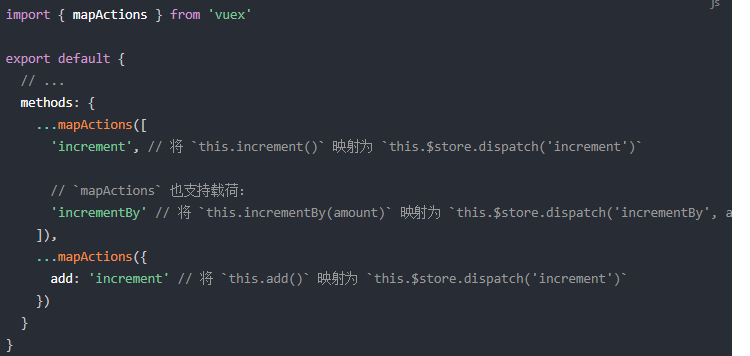 js
import { mapActions } from 'vuex'
export default {
// ...
methods: {
...mapActions([
'increment', // 将 `this.increment()` 映射为 `this.$store.dispatch('increment')`
// `mapActions` 也支持载荷：
'incrementBy' // 将 `this.incrementBy(amount)` 映射为 `this.$store.dispatch('incrementBy',
]),
...mapActions({
add: 'increment' // 将 `this.add()` 映射为 `this.$store.dispatch('increment')`
})
}
}